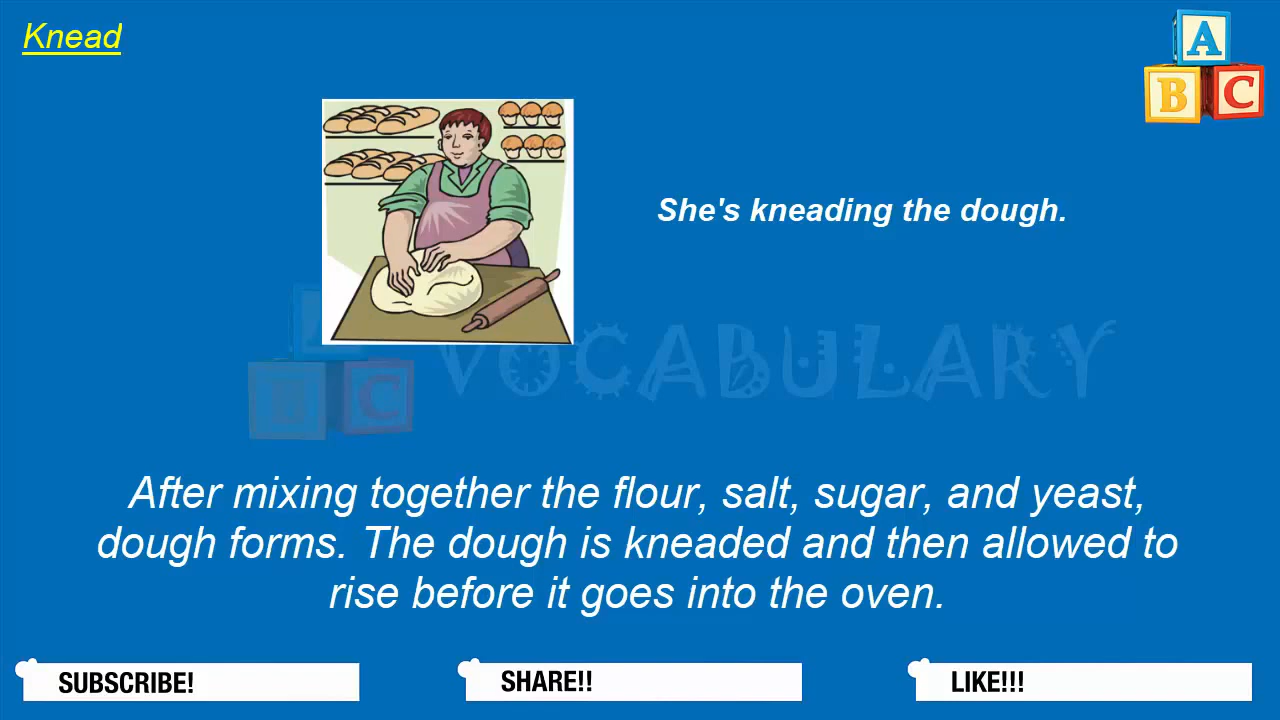 Knead
A
B C
She's kneading the dough.
B C VOCABULARY
After mixing together the flour, salt, sugar, and yeast,
dough forms. The dough is kneaded and then allowed to
rise before it goes into the oven.
SUBSCRIBE!
SHARE!!
LIKE!!!